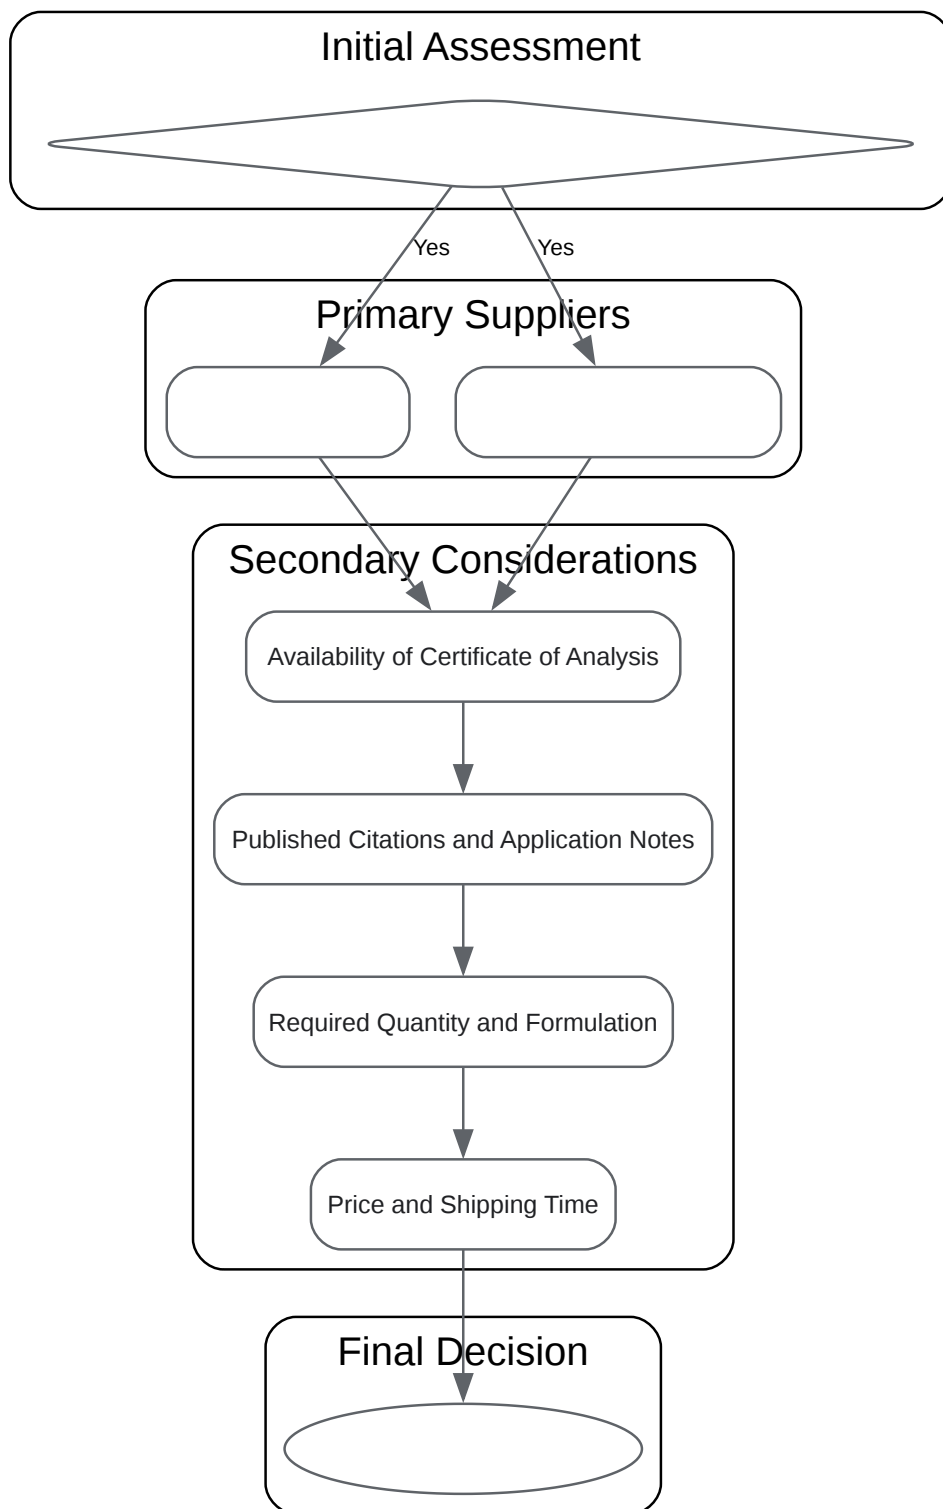 Initial Assessment
Yes
Yes
Primary Suppliers
Secondary Considerations
Availability of Certificate of Analysis
Published Citations and Application Notes
Required Quantity and Formulation
Price and Shipping Time
Final Decision